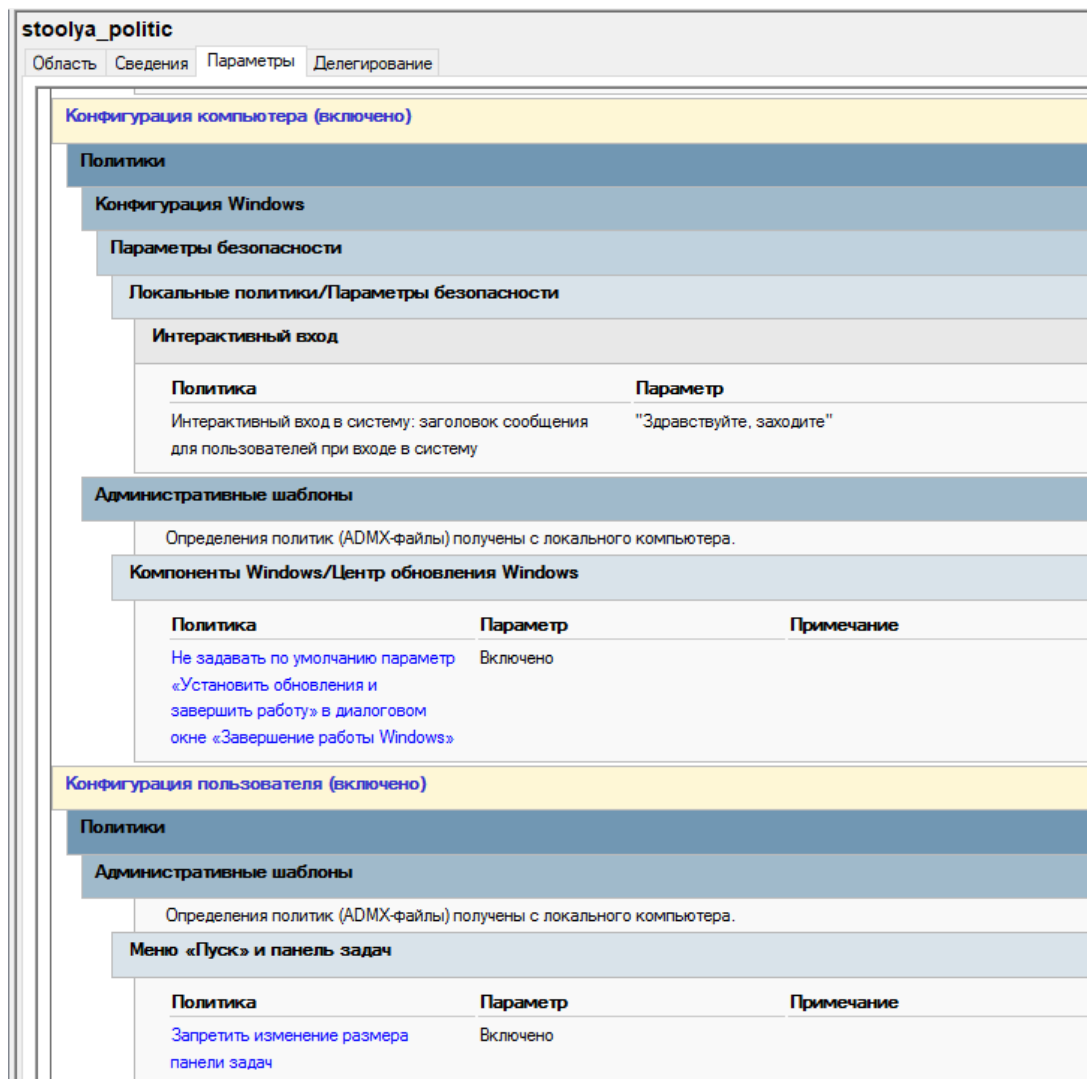 stoolya_politic
Область Сведения Параметры Делегирование
Конфигурация компьютера (включено)
Политики
Конфигурация Windows
Параметры безопасности
Локальные политики/Параметры безопасности
Интерактивный вход
Политика Параметр
Интерактивный вход в систему: заголовок сообщения "Здравствуйте, заходите"
для пользователей при входе в систему
Административные шаблоны
Определения политик (ADMX-файлы) получены с локального компьютера.
Компоненты Windows/Центр обновления Windows
Политика Параметр Примечание
Не задавать по умолчанию параметр Включено
«Установить обновления и
завершить работу» в диалоговом
окне «Завершение работы Windows»
Конфигурация пользователя (включено)
Политики
Административные шаблоны
Определения политик (ADMX-файлы) получены с локального компьютера.
Меню «Пуск» и панель задач
Политика Параметр Примечание
Запретить изменение размера Включено
панели задач